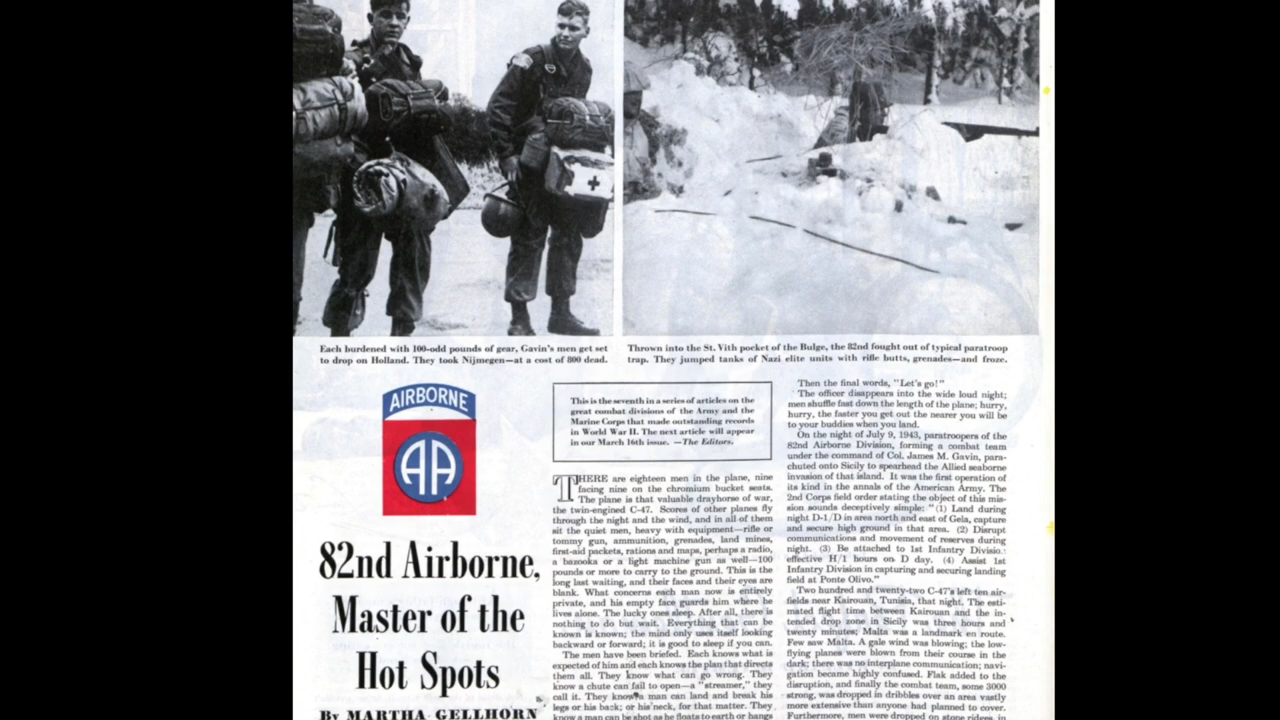 Each burdened with 100-odd pounds of gear, Gavin's men get set
to drop on Holland. They took Nijmegen—at a cost of 800 dead.
Thrown into the St. Vith pocket of the Bulge, the 82nd fought out of typical paratroop
trap. They jumped tanks of Nazi elite units with rifle butts, grenades—and froze.
AIRBORNE
AA
82nd Airborne,
Master of the
Hot Spots
By MARTHA GELLHORN
This is the seventh in a series of articles on the
great combat divisions of the Army and the
Marine Corps that made outstanding records
in World War II. The next article will appear
in our March 16th issue. —The Editors.
THERE are eighteen men in the plane, nine
facing nine on the chromium bucket seats.
The plane is that valuable drayhorse of war,
the twin-engined C-47. Scores of other planes fly
through the night and the wind, and in all of them
sit the quiet men, heavy with equipment—rifle or
tommy gun, ammunition, grenades, land mines,
first-aid packets, rations and maps, perhaps a radio,
a bazooka or a light machine gun as well—100
pounds or more to carry to the ground. This is the
long last waiting, and their faces and their eyes are
blank. What concerns each man now is entirely
private, and his empty face guards him where he
lives alone. The lucky ones sleep. After all, there is
nothing to do but wait. Everything that can be
known is known; the mind only uses itself looking
backward or forward; it is good to sleep if you can.
The men have been briefed. Each knows what is
expected of him and each knows the plan that directs
them all. They know what can go wrong. They
know a chute can fail to open—a "streamer," they
call it. They know a man can land and break his
legs or his back; or his neck, for that matter. They
know a man can be shot as he floats to earth or hangs
Then the final words, "Let's go!"
The officer disappears into the wide loud night;
men shuffle fast down the length of the plane; hurry,
hurry, the faster you get out the nearer you will be
to your buddies when you land.
On the night of July 9, 1943, paratroopers of the
82nd Airborne Division, forming a combat team
under the command of Col. James M. Gavin, para-
chuted onto Sicily to spearhead the Allied seaborne
invasion of that island. It was the first operation of
its kind in the annals of the American Army. The
2nd Corps field order stating the object of this mis-
sion sounds deceptively simple: "(1) Land during
night D-1/D in area north and east of Gela, capture
and secure high ground in that area. (2) Disrupt
communications and movement of reserves during
night. (3) Be attached to 1st Infantry Divisio
effective H/1 hours on D day. (4) Assist 1st
Infantry Division in capturing and securing landing
field at Ponte Olivo."
Two hundred and twenty-two C-47's left ten air-
fields near Kairouan, Tunisia, that night. The esti-
mated flight time between Kairouan and the in-
tended drop zone in Sicily was three hours and
twenty minutes; Malta was a landmark en route.
Few saw Malta. A gale wind was blowing; the low-
flying planes were blown from their course in the
dark; there was no interplane communication; navi-
gation became highly confused. Flak added to the
disruption, and finally the combat team, some 3000
strong, was dropped in dribbles over an area vastly
more extensive than anyone had planned to cover.
Furthermore, men were dropped on stone ridges, in